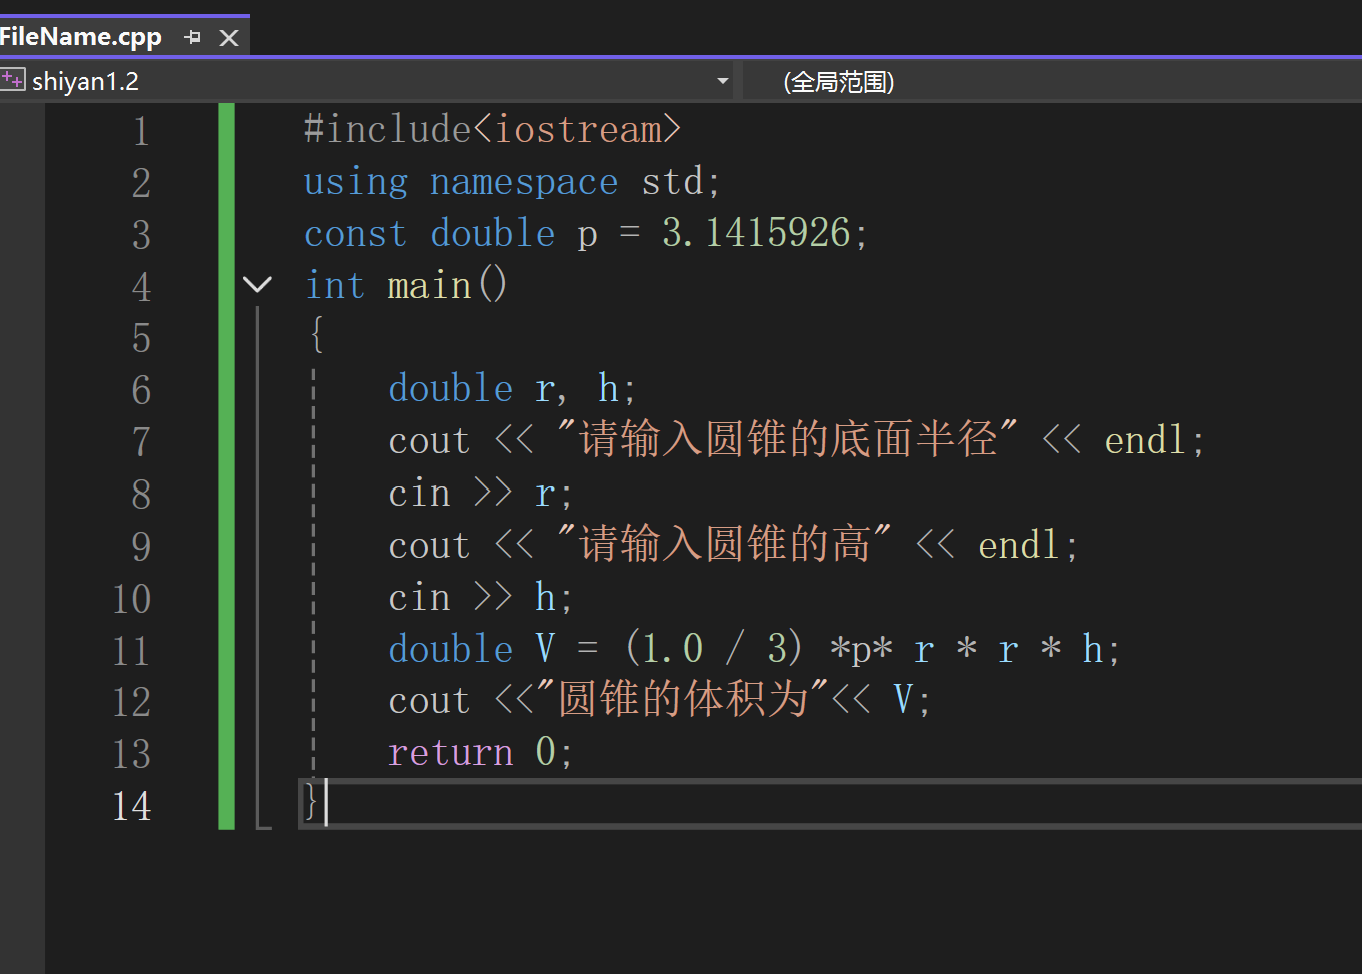 FileName.cpp
shiyan1.2 (全局范围)
1 #include<iostream>
2 using namespace std;
3 const double p = 3.1415926;
4 int main()
5 {
6 double r, h;
7 cout << "请输入圆锥的底面半径" << endl;
8 cin >> r;
9 cout << "请输入圆锥的高" << endl;
10 cin >> h;
11 double V = (1.0 / 3) *p* r * r * h;
12 cout <<"圆锥的体积为"<< V;
13 return 0;
14 }